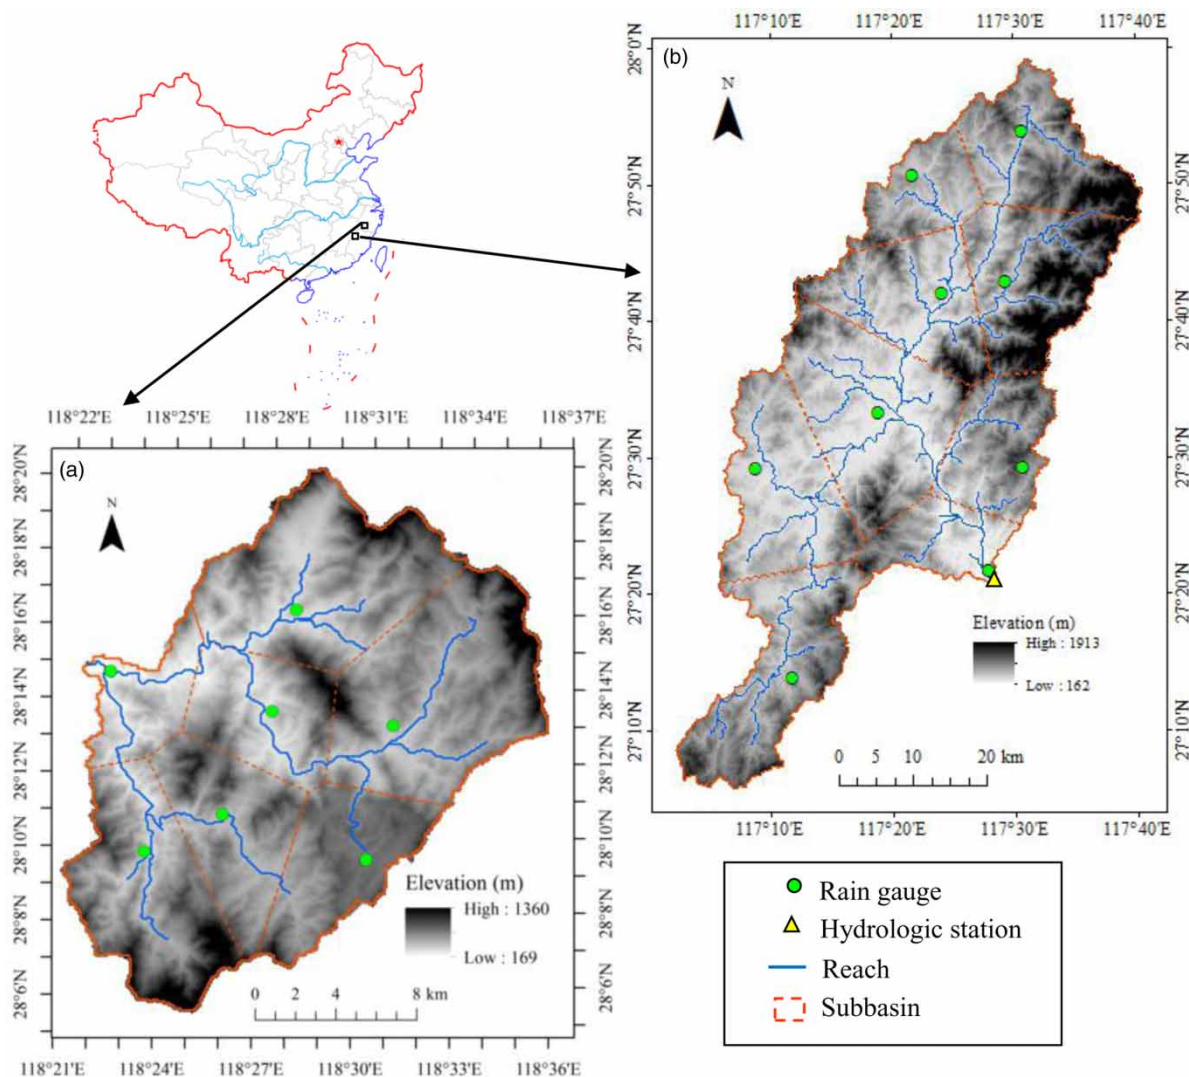 117°10'E 117°20'E 117°30'E 117°40'E
(b)
N
28°0'N
27°50'N
27°40'N
27°30'N
27°20'N
27°10'N
27°50'N
27°40'N
27°30'N
27°20'N
27°10'N
Elevation (m)
High : 1913
Low : 162
0 5 10 20 km
117°10'E 117°20'E 117°30'E 117°40'E
118°22'E 118°25'E 118°28'E 118°31'E 118°34'E 118°37'E
(a)
N
28°20'N
28°18'N
28°16'N
28°14'N
28°12'N
28°10'N
28°8'N
28°6'N
28°20'N
28°18'N
28°16'N
28°14'N
28°12'N
28°10'N
28°8'N
28°6'N
Elevation (m)
High : 1360
Low : 169
0 2 4 8 km
118°21'E 118°24'E 118°27'E 118°30'E 118°33'E 118°36'E
Rain gauge
Hydrologic station
Reach
Subbasin